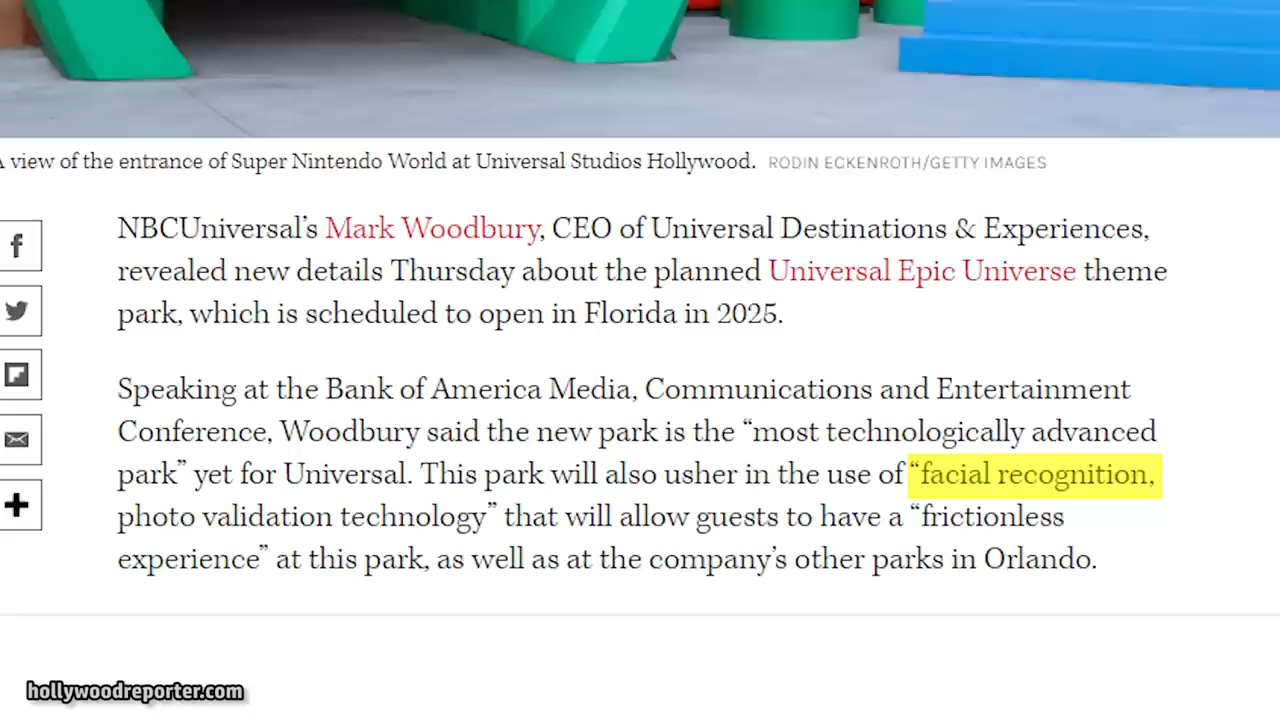 A view of the entrance of Super Nintendo World at Universal Studios Hollywood. RODIN ECKENROTH/GETTY IMAGES
NBCUniversal’s Mark Woodbury, CEO of Universal Destinations & Experiences,
revealed new details Thursday about the planned Universal Epic Universe theme
park, which is scheduled to open in Florida in 2025.
Speaking at the Bank of America Media, Communications and Entertainment
Conference, Woodbury said the new park is the “most technologically advanced
park” yet for Universal. This park will also usher in the use of “facial recognition,
photo validation technology” that will allow guests to have a “frictionless
experience” at this park, as well as at the company’s other parks in Orlando.
hollywoodreporter.com